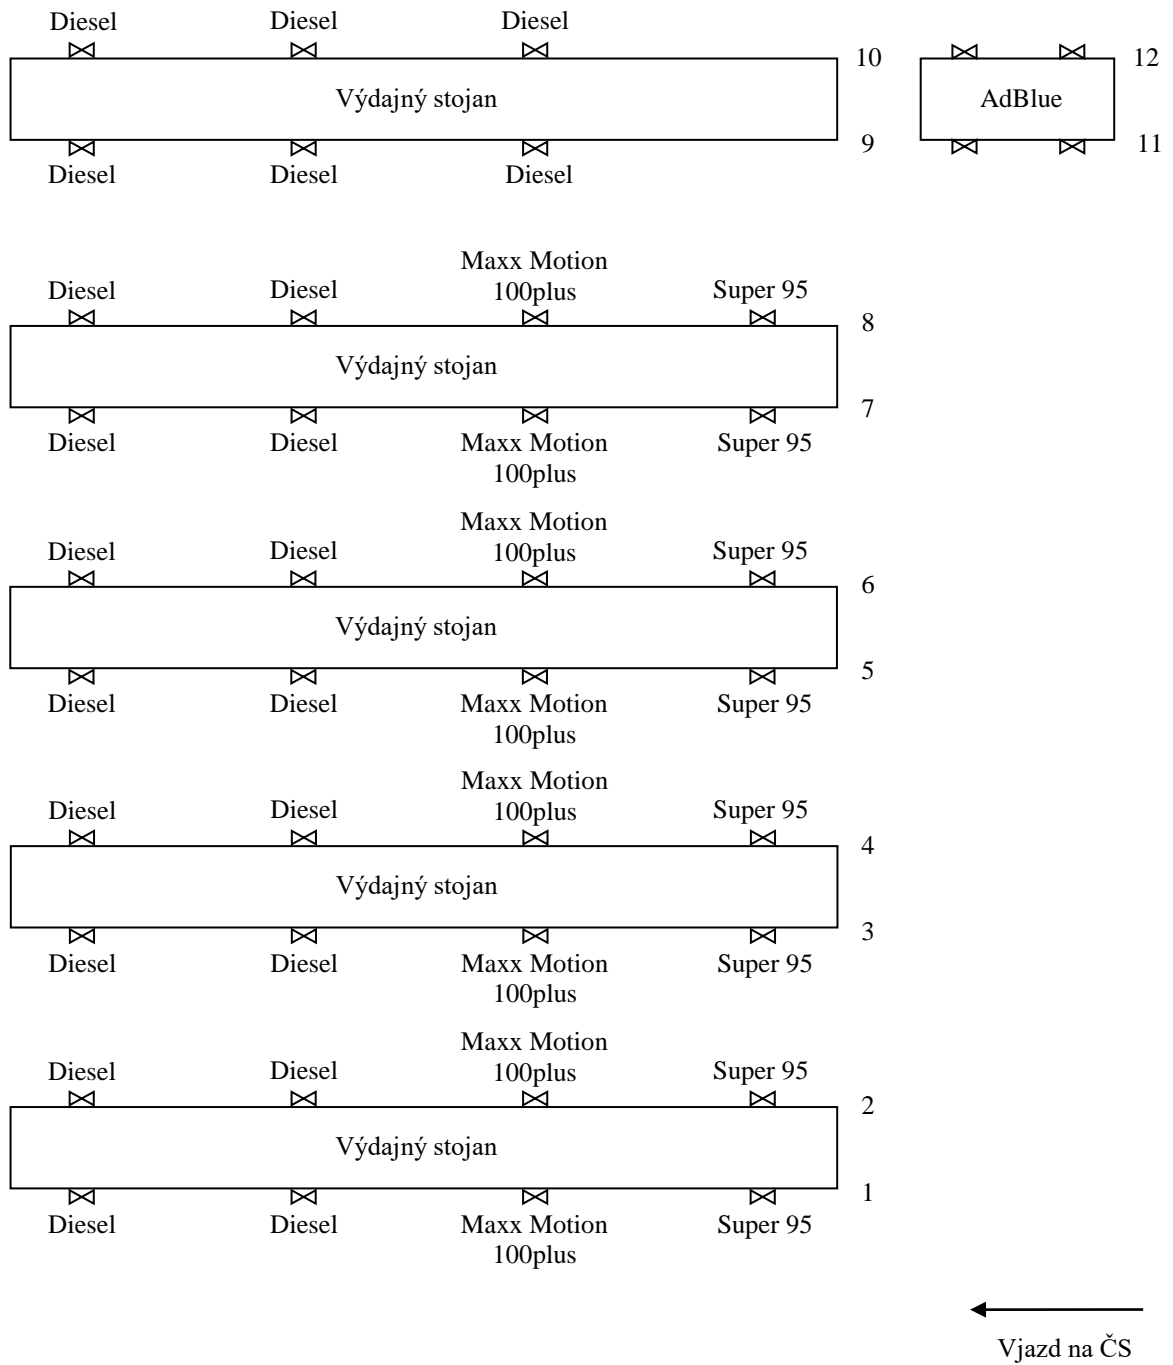 Diesel Diesel Diesel
10 12
Výdajný stojan AdBlue
9 11
Diesel Diesel Diesel
Maxx Motion
Diesel Diesel 100plus Super 95
8
Výdajný stojan
7
Diesel Diesel Maxx Motion Super 95
100plus
Maxx Motion
Diesel Diesel 100plus Super 95
6
Výdajný stojan
5
Diesel Diesel Maxx Motion Super 95
100plus
Maxx Motion
Diesel Diesel 100plus Super 95
4
Výdajný stojan
3
Diesel Diesel Maxx Motion Super 95
100plus
Maxx Motion
Diesel Diesel 100plus Super 95
2
Výdajný stojan
1
Diesel Diesel Maxx Motion Super 95
100plus
Vjazd na ČS